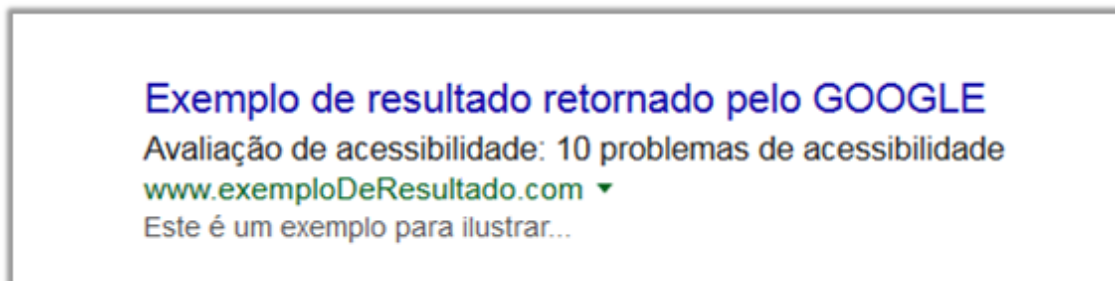 Exemplo de resultado retornado pelo GOOGLE
Avaliação de acessibilidade: 10 problemas de acessibilidade
www.exemploDeResultado.com
Este é um exemplo para ilustrar...